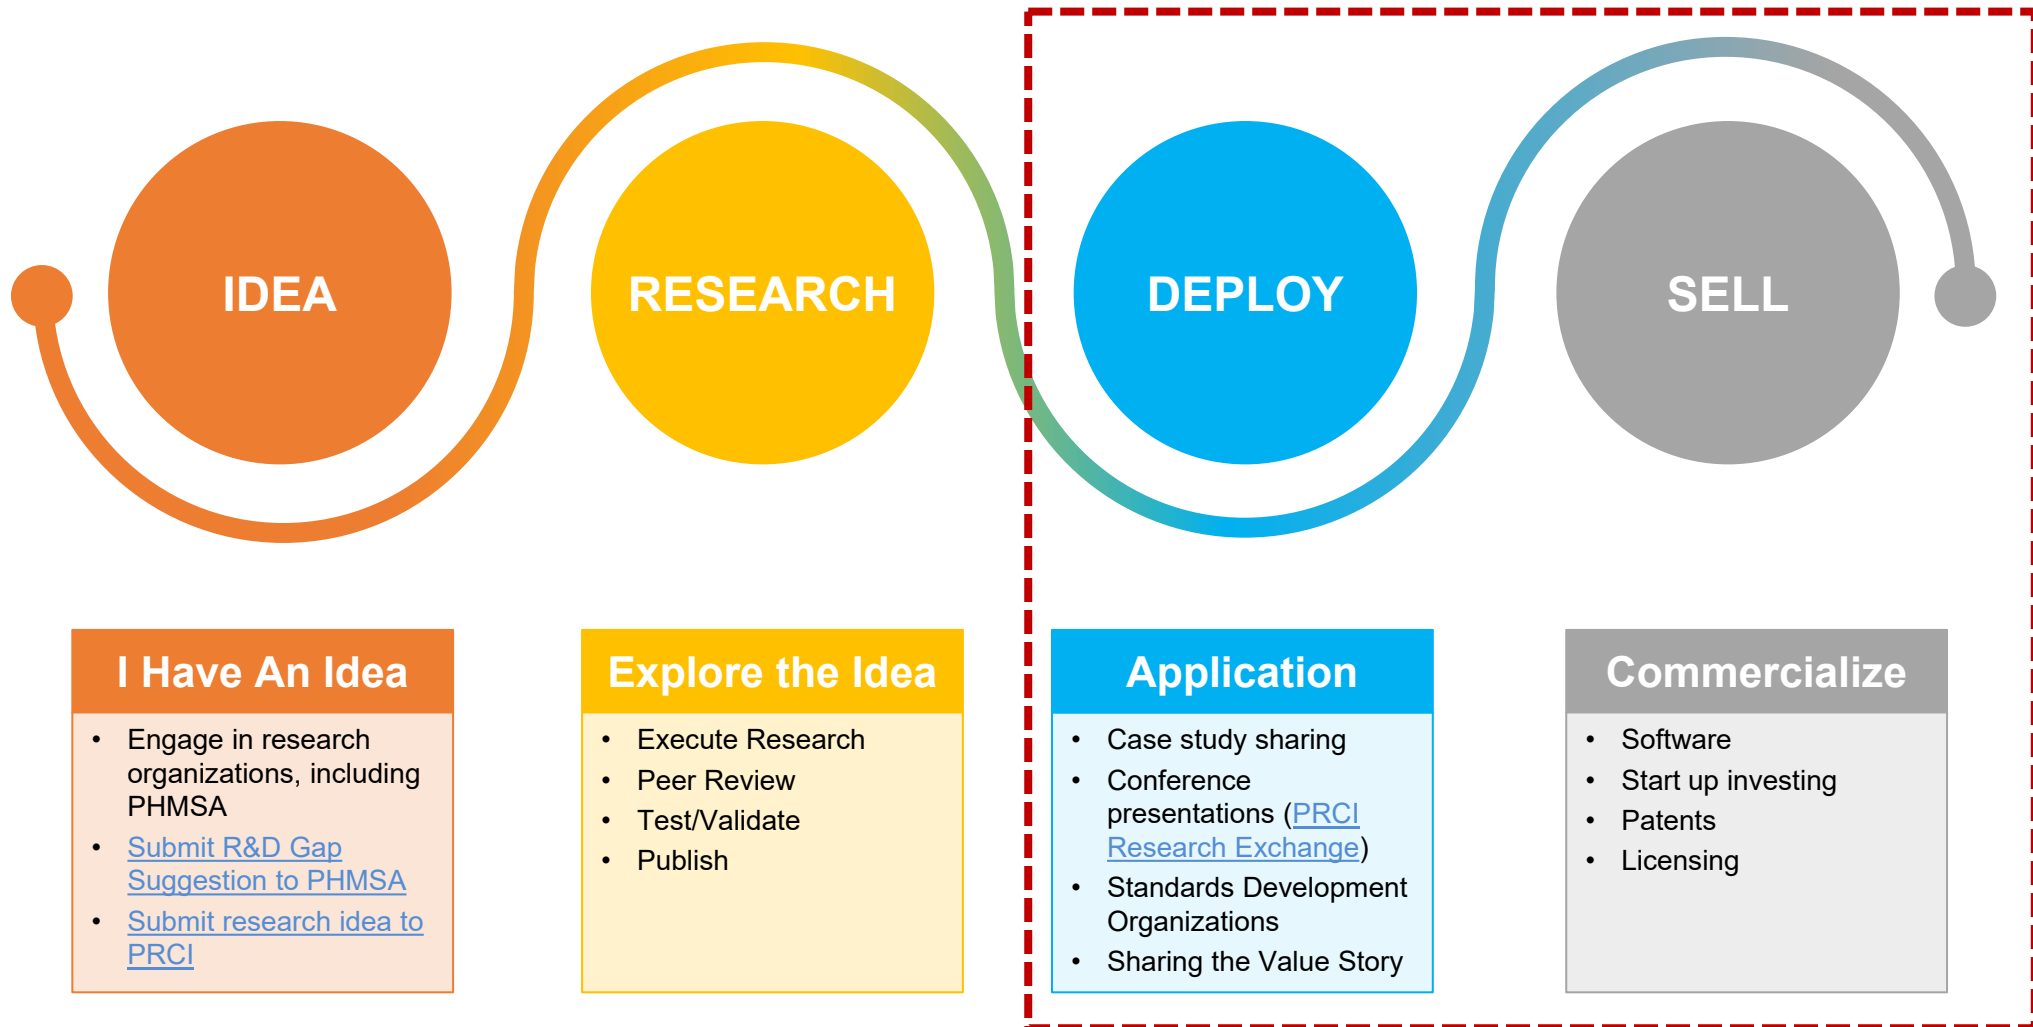 IDEA
RESEARCH
DEPLOY
SELL
I Have An Idea
• Engage in research
organizations, including
PHMSA
• Submit R&D Gap
Suggestion to PHMSA
• Submit research idea to
PRCI
Explore the Idea
• Execute Research
• Peer Review
• Test/Validate
• Publish
Application
• Case study sharing
• Conference
presentations (PRCI
Research Exchange)
• Standards Development
Organizations
• Sharing the Value Story
Commercialize
• Software
• Start up investing
• Patents
• Licensing